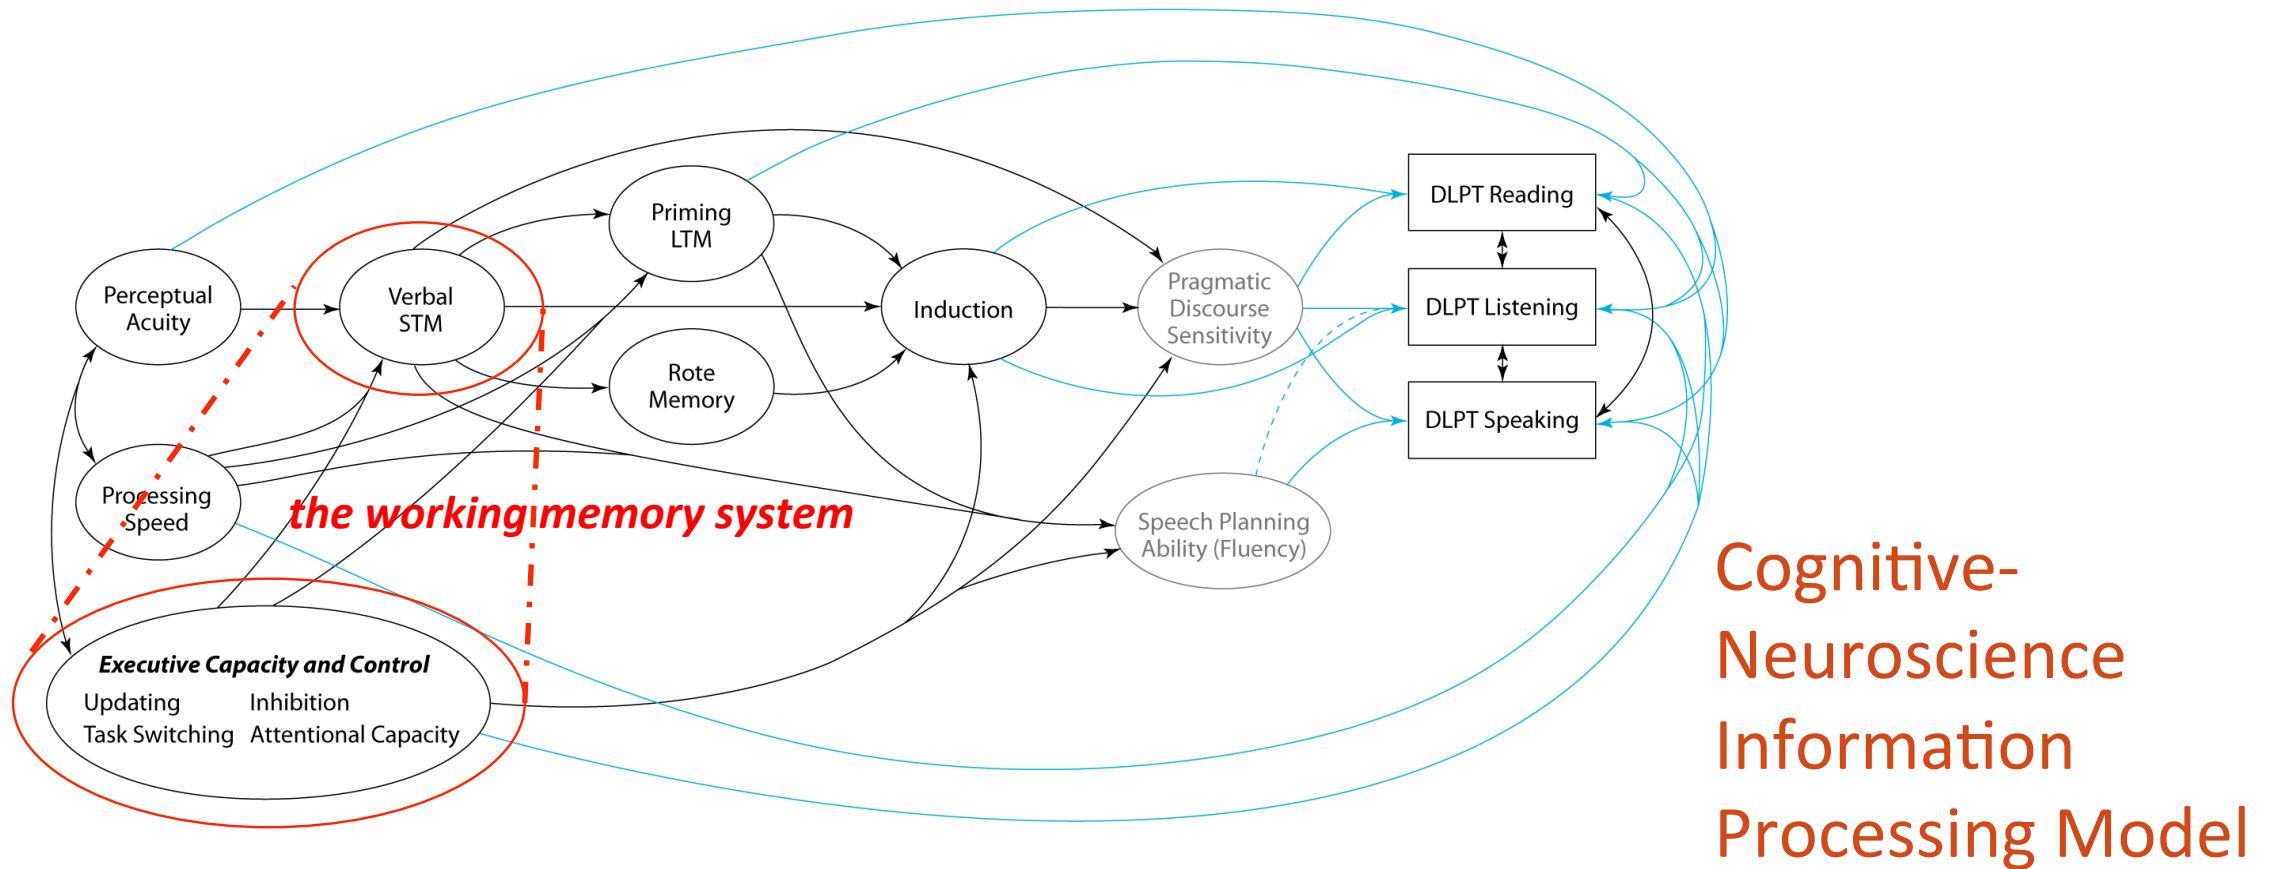 Perceptual
Acuity
Processing
Speed
Executive Capacity and Control
Updating Inhibition
Task Switching Attentional Capacity
Verbal
STM
the working memory system
Priming
LTM
Rote
Memory
Induction
Pragmatic
Discourse
Sensitivity
Speech Planning
Ability (Fluency)
DLPT Reading
DLPT Listening
DLPT Speaking
Cognitive-
Neuroscience
Information
Processing Model